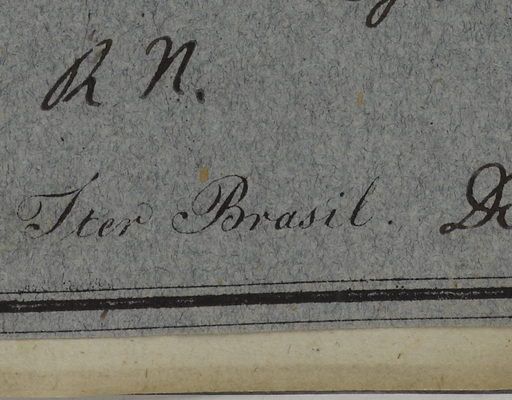 R N.
Iter Brasil.